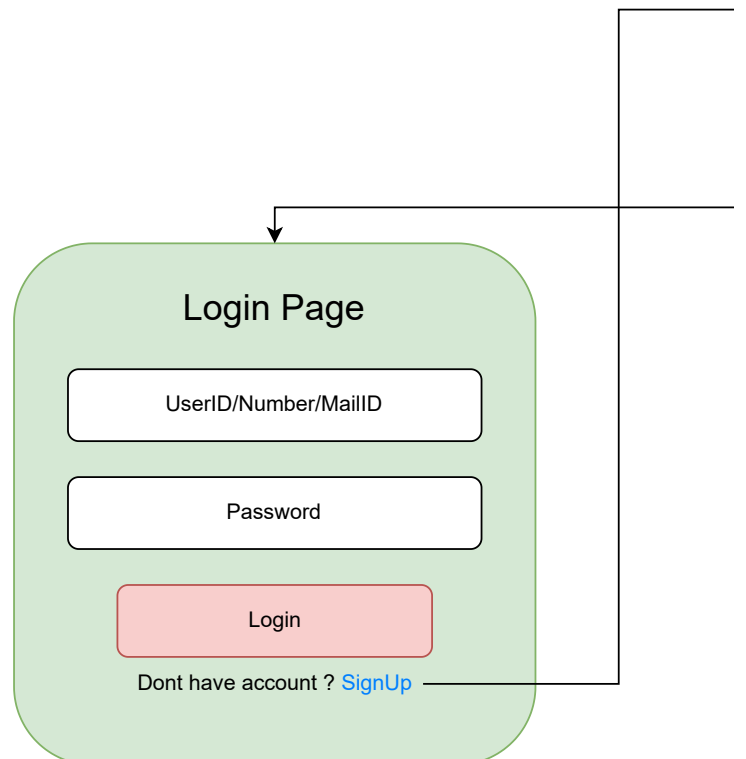 Login Page
UserID/Number/MailID
Password
Login
Dont have account ? SignUp